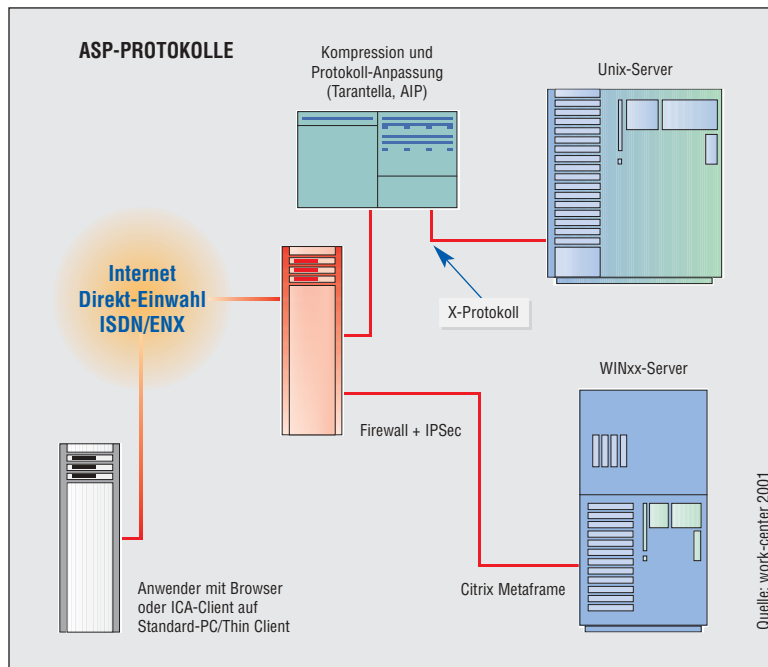 ASP-PROTOKOLLE
Kompression und
Protokoll-Anpassung
(Tarantella, AIP)
Unix-Server
Internet
Direkt-Einwahl
ISDN/ENX
X-Protokoll
WINxx-Server
Firewall + IPSec
Citrix Metaframe
Anwender mit Browser
oder ICA-Client auf
Standard-PC/Thin Client
Quelle: work-center 2001